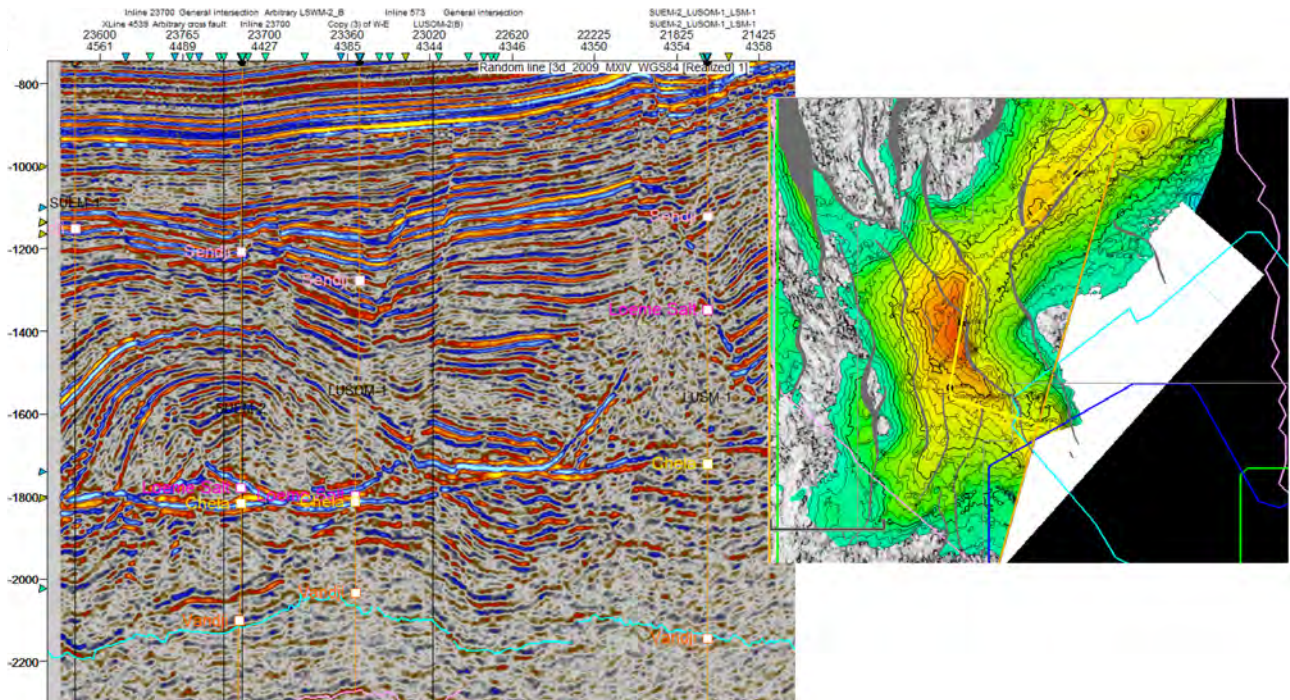 Inline 23700 General intersection Arbitrary LSWM-2_B Inline 573 General intersection SUEM-2_LUSOM-1_LSM-1
XLine 4539 Arbitrary cross fault Inline 23700 Copy (3) of W-E LUSOM-2(B) SUEM-2_LUSOM-1_LSM-1
23600 23765 23700 23400 23029 22620 22225 21825 21425
4561 4489 4427 4385 4344 4346 4350 4354 4358
Random line [3d_2009_MXIV_WGS84 [Realized] 1]
-800
-1000
SUEM-1
Sendji
-1200
Sendji
Sendji
Loeme Salt
-1400
LUSOM-1
LUSM-1
SUEM-2
-1600
Chela
Loeme Salt
-1800
Chela
Chela
-2000
Vandji
Vandji
-2200